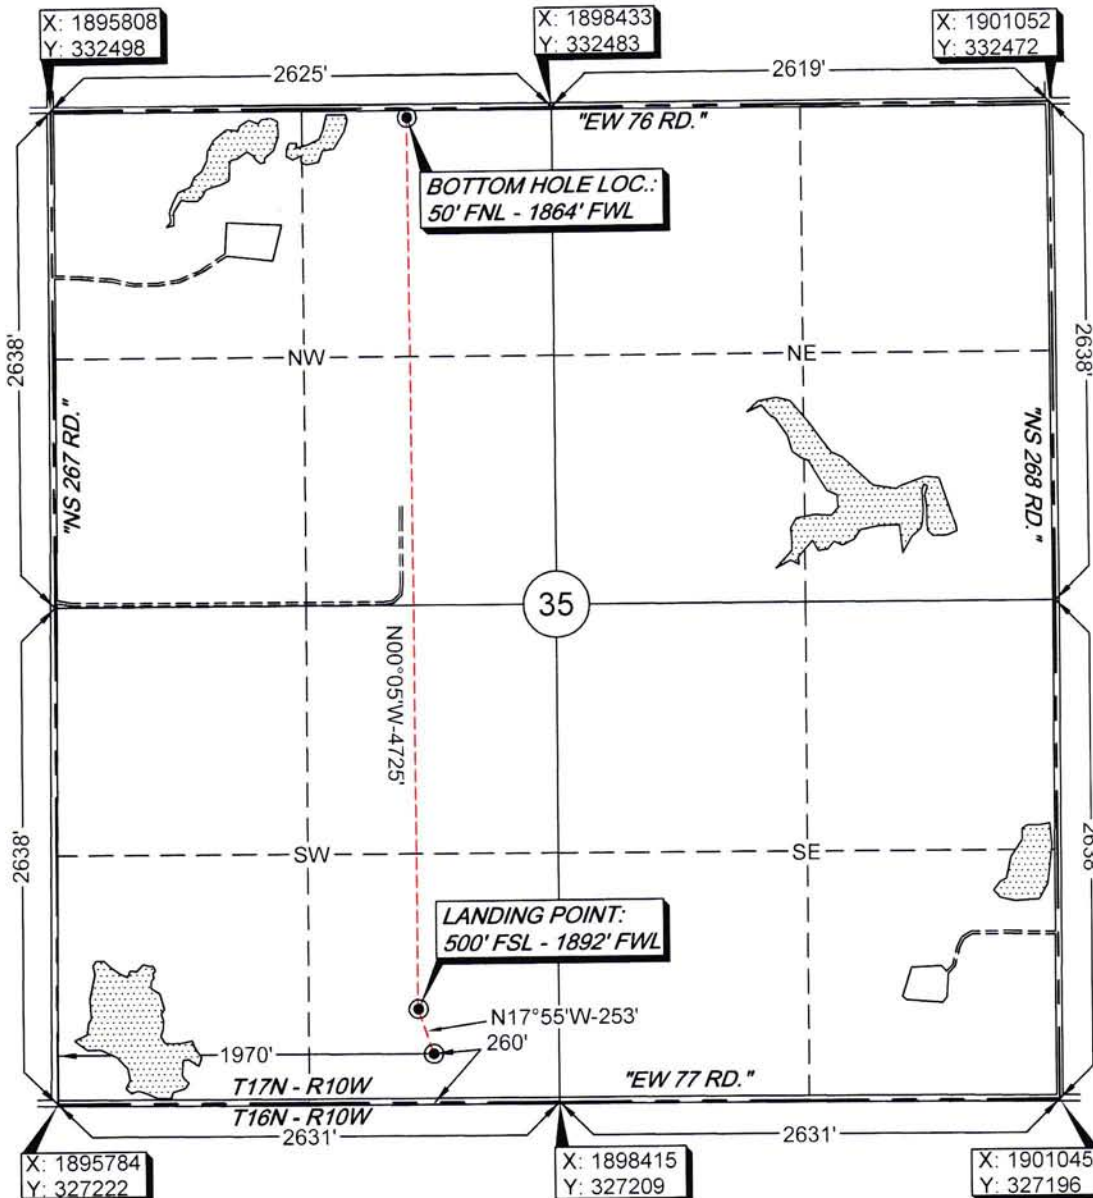 X: 1895808
Y: 332498
X: 1898433
Y: 332483
X: 1901052
Y: 332472
2625'
2619'
"EW 76 RD."
BOTTOM HOLE LOC.:
50' FNL - 1864' FWL
2638'
NW
NE
2638'
"NS 267 RD."
"NS 268 RD."
35
N00°05'W-4725'
2638'
SW
SE
2638'
LANDING POINT:
500' FSL - 1892' FWL
N17°55'W-253'
260'
1970'
T17N - R10W
"EW 77 RD."
T16N - R10W
2631'
2631'
X: 1895784
Y: 327222
X: 1898415
Y: 327209
X: 1901045
Y: 327196